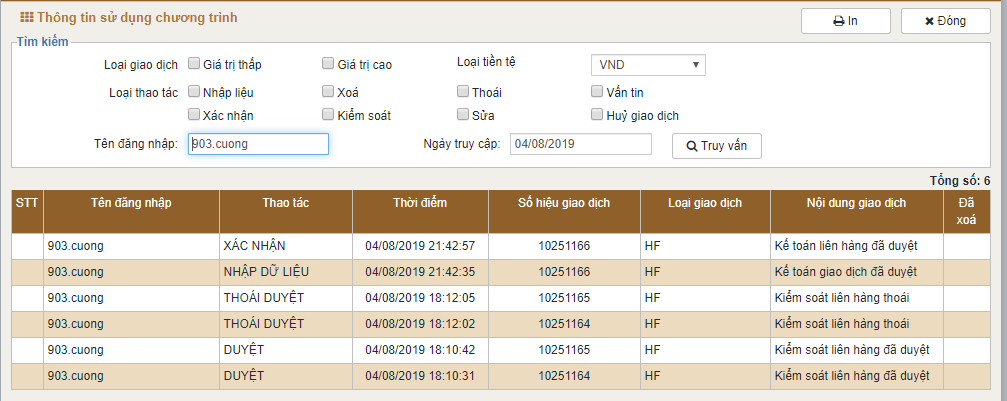 Thông tin sử dụng chương trình
In
Đóng
Tìm kiếm
Loại giao dịch Giá trị thấp Giá trị cao Loại tiền tệ VND
Loại thao tác Nhập liệu Xoá Thoái Vấn tin
Xác nhận Kiểm soát Sửa Huỷ giao dịch
Tên đăng nhập: 903.cuong Ngày truy cập: 04/08/2019 Truy vấn
Tổng số: 6
STT Tên đăng nhập Thao tác Thời điểm Số hiệu giao dịch Loại giao dịch Nội dung giao dịch Đã
xoá
903.cuong XÁC NHẬN 04/08/2019 21:42:57 10251166 HF Kế toán liên hàng đã duyệt
903.cuong NHẬP DỮ LIỆU 04/08/2019 21:42:35 10251166 HF Kế toán giao dịch đã duyệt
903.cuong THOÁI DUYỆT 04/08/2019 18:12:05 10251165 HF Kiểm soát liên hàng thoái
903.cuong THOÁI DUYỆT 04/08/2019 18:12:02 10251164 HF Kiểm soát liên hàng thoái
903.cuong DUYỆT 04/08/2019 18:10:42 10251165 HF Kiểm soát liên hàng đã duyệt
903.cuong DUYỆT 04/08/2019 18:10:31 10251164 HF Kiểm soát liên hàng đã duyệt